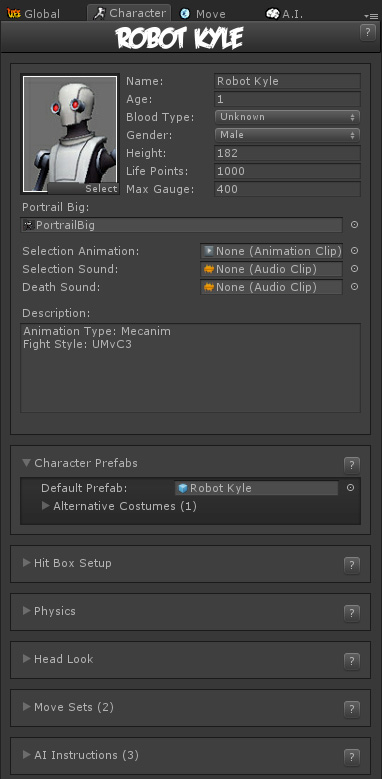 UFE Global Character Move A.I.
ROBOT KYLE ?
Name: Robot Kyle
Age: 1
Blood Type: Unknown
Gender: Male
Height: 182
Life Points: 1000
Select Max Gauge: 400
Portrail Big:
PortrailBig
Selection Animation: None (Animation Clip)
Selection Sound: None (Audio Clip)
Death Sound: None (Audio Clip)
Description:
Animation Type: Mecanim
Fight Style: UMvC3
Character Prefabs ?
Default Prefab: Robot Kyle
Alternative Costumes (1)
Hit Box Setup ?
Physics ?
Head Look ?
Move Sets (2) ?
AI Instructions (3) ?